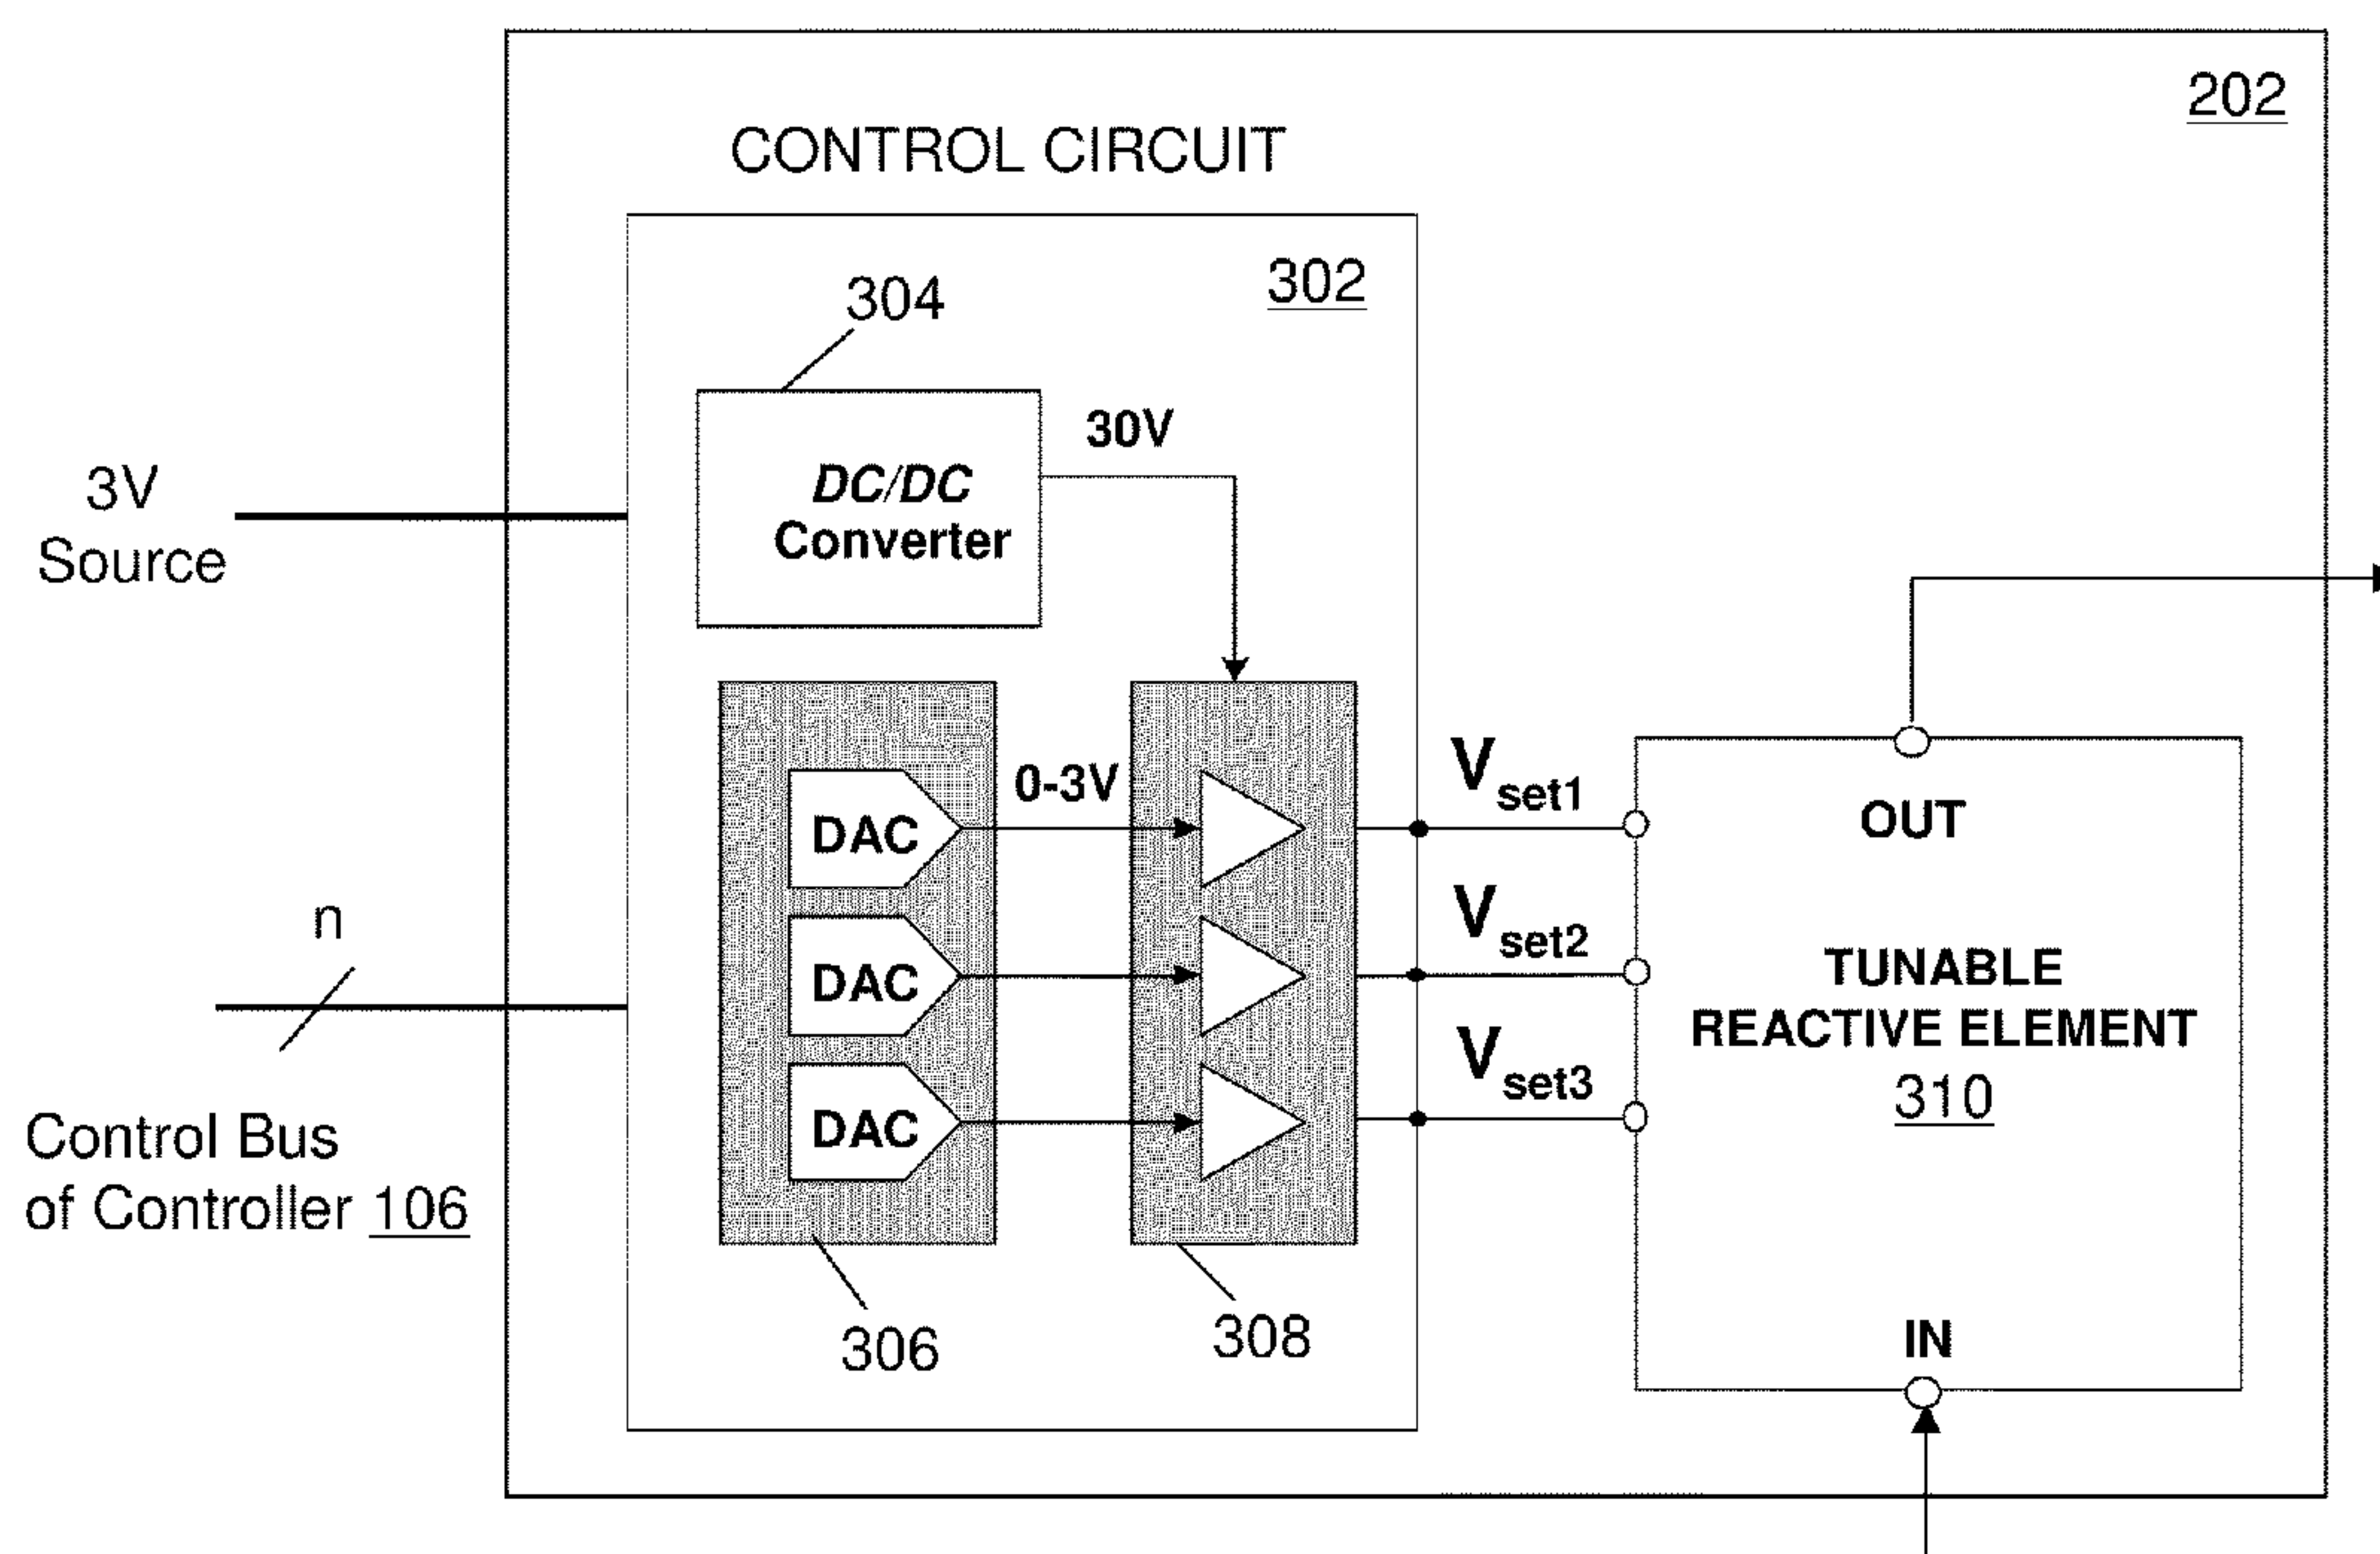 202
CONTROL CIRCUIT
302
304
30V
DC/DC
Converter
3V
Source
0-3V
DAC
DAC
DAC
Vset1
Vset2
Vset3
OUT
TUNABLE
REACTIVE ELEMENT
310
IN
n
Control Bus
of Controller 106
306
308